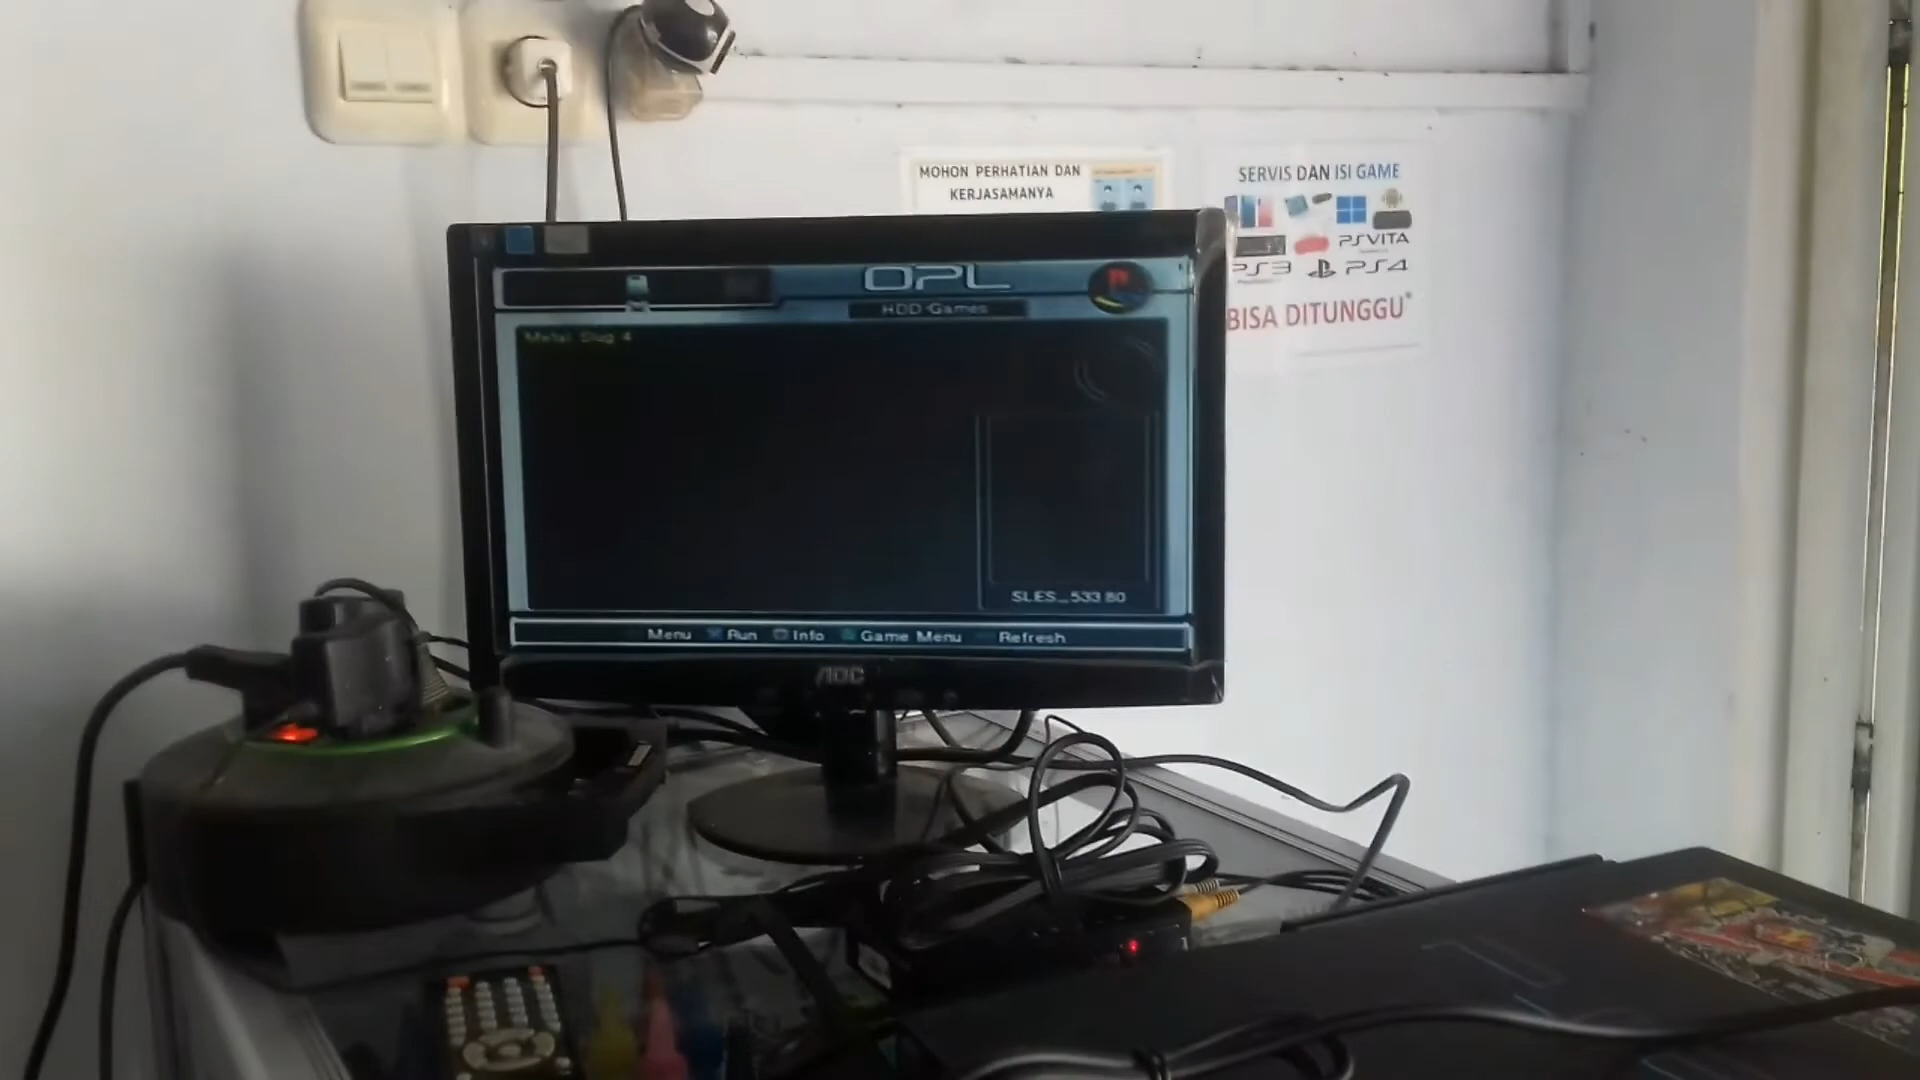 MOHON PERHATIAN DAN
KERJASAMANYA
SERVIS DAN ISI GAME
PSVITA
PS3 PS4
BISA DITUNGGU*
OPL
HDD Games
Metal Slug 4
SLES_533.80
Menu Run Info Game Menu Refresh
AOC